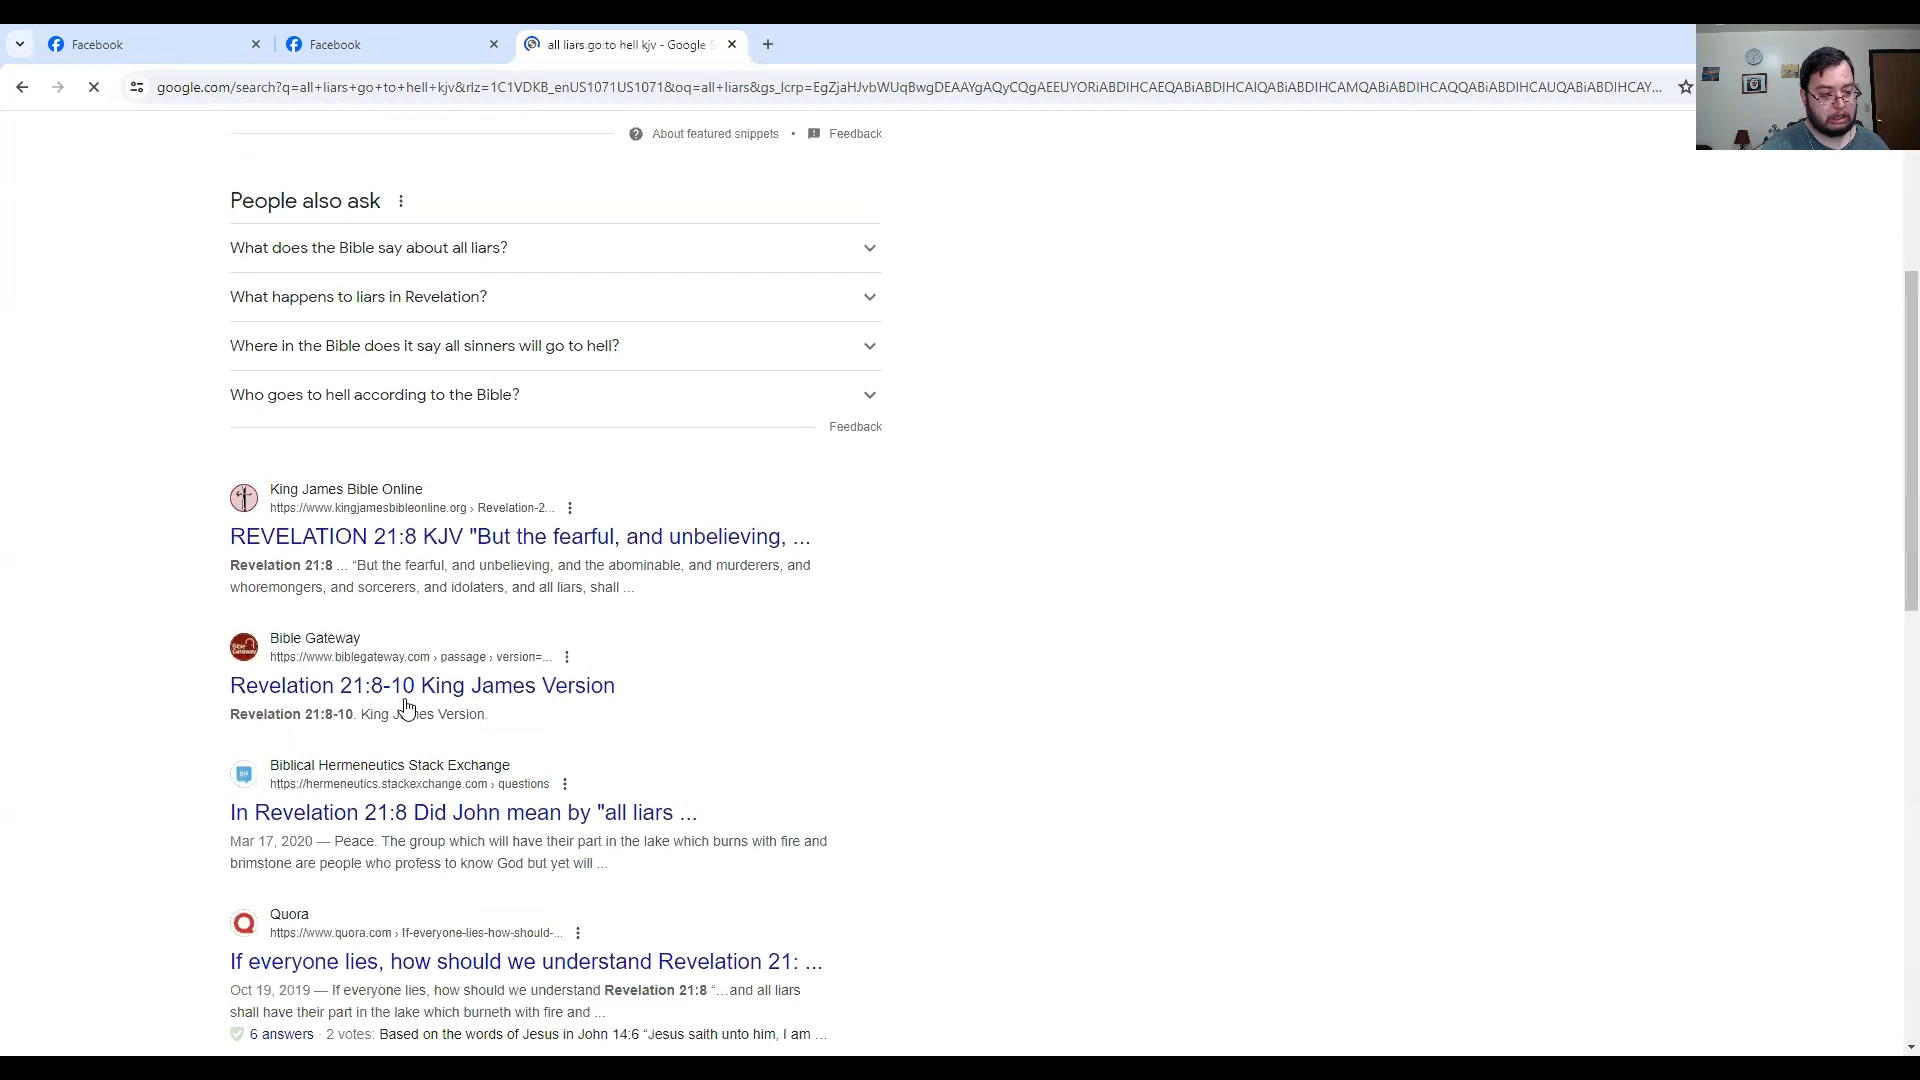 Facebook
Facebook
all liars go to hell kjv - Google
google.com/search?q=all+liars+go+to+hell+kjv&rlz=1C1VDKB_enUS1071US1071&oq=all+liars&gs_lcrp=EgZjaHJvbWUqBwgDEAAYgAQyCQgAEEUYORiABDIHCAEQABiABDIHCAIQABiABDIHCAMQABiABDIHCAQQABiABDIHCAUQABiABDIHCAY...
About featured snippets • Feedback
People also ask
What does the Bible say about all liars?
What happens to liars in Revelation?
Where in the Bible does it say all sinners will go to hell?
Who goes to hell according to the Bible?
Feedback
King James Bible Online
https://www.kingjamesbibleonline.org › Revelation-2...
REVELATION 21:8 KJV "But the fearful, and unbelieving, ...
Revelation 21:8 ... “But the fearful, and unbelieving, and the abominable, and murderers, and
whoremongers, and sorcerers, and idolaters, and all liars, shall ...
Bible Gateway
https://www.biblegateway.com › passage › version=...
Revelation 21:8-10 King James Version
Revelation 21:8-10. King James Version.
Biblical Hermeneutics Stack Exchange
https://hermeneutics.stackexchange.com › questions
In Revelation 21:8 Did John mean by "all liars ...
Mar 17, 2020 — Peace. The group which will have their part in the lake which burns with fire and
brimstone are people who profess to know God but yet will ...
Quora
https://www.quora.com › If-everyone-lies-how-should-...
If everyone lies, how should we understand Revelation 21: ...
Oct 19, 2019 — If everyone lies, how should we understand Revelation 21:8 “...and all liars
shall have their part in the lake which burneth with fire and ...
6 answers · 2 votes: Based on the words of Jesus in John 14:6 “Jesus saith unto him, I am ...